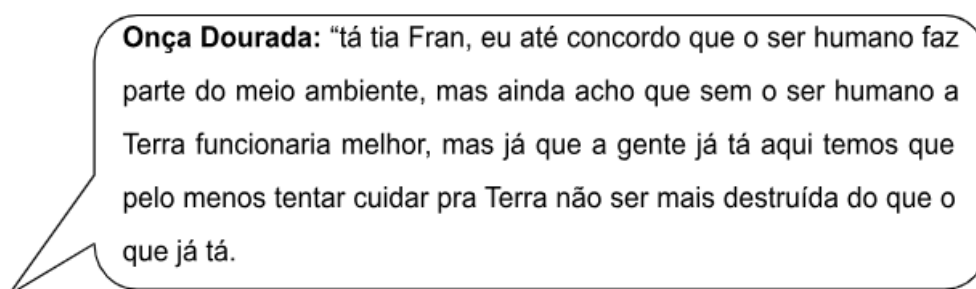 Onça Dourada: “tá tia Fran, eu até concordo que o ser humano faz
parte do meio ambiente, mas ainda acho que sem o ser humano a
Terra funcionaria melhor, mas já que a gente já tá aqui temos que
pelo menos tentar cuidar pra Terra não ser mais destruída do que o
que já tá.